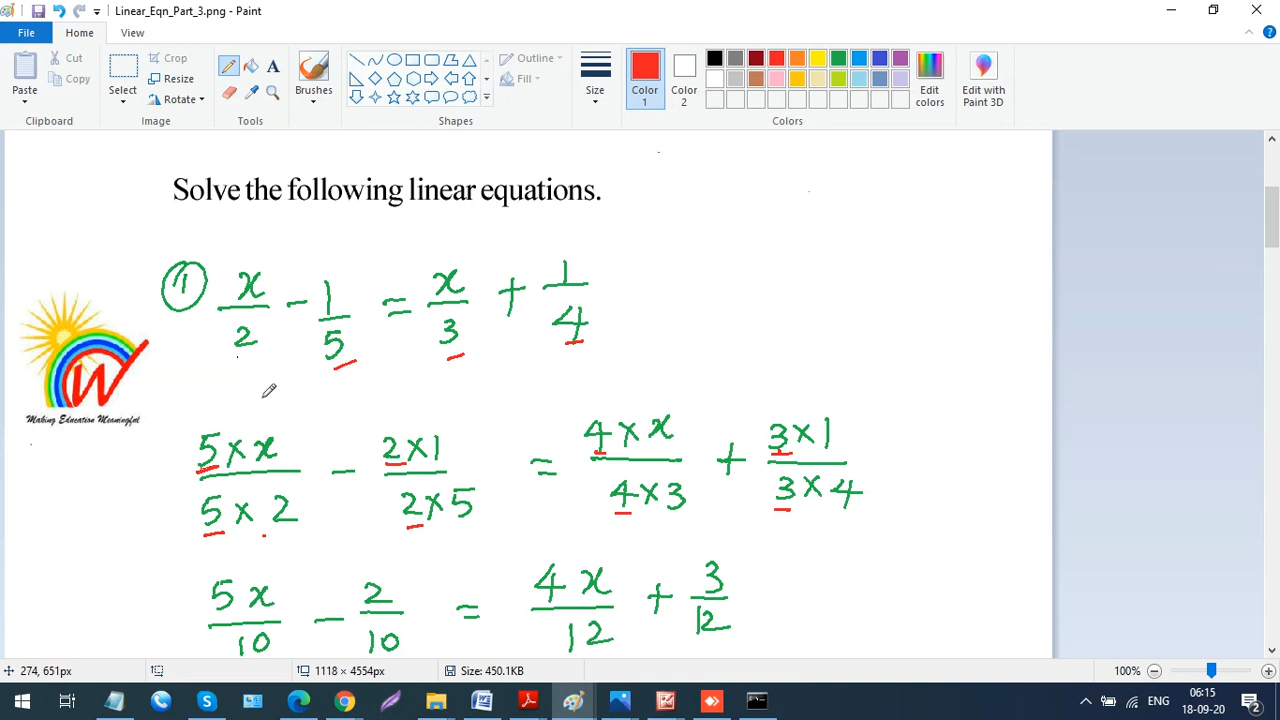 Linear_Eqn_Part_3.png - Paint
File Home View
Paste Cut Copy Clipboard
Select Crop Resize Rotate Image
A Tools
Brushes
Outline Fill Shapes
Size
Color 1 Color 2 Edit colors Edit with Paint 3D Colors
Solve the following linear equations.
① x/2 - 1/5 = x/3 + 1/4
W
Making Education Meaningful
5×x/5×2 - 2×1/2×5 = 4×x/4×3 + 3×1/3×4
5x/10 - 2/10 = 4x/12 + 3/12
274, 651px 1118 × 4554px Size: 450.1KB 100%
ENG 06:15 18-09-20 2